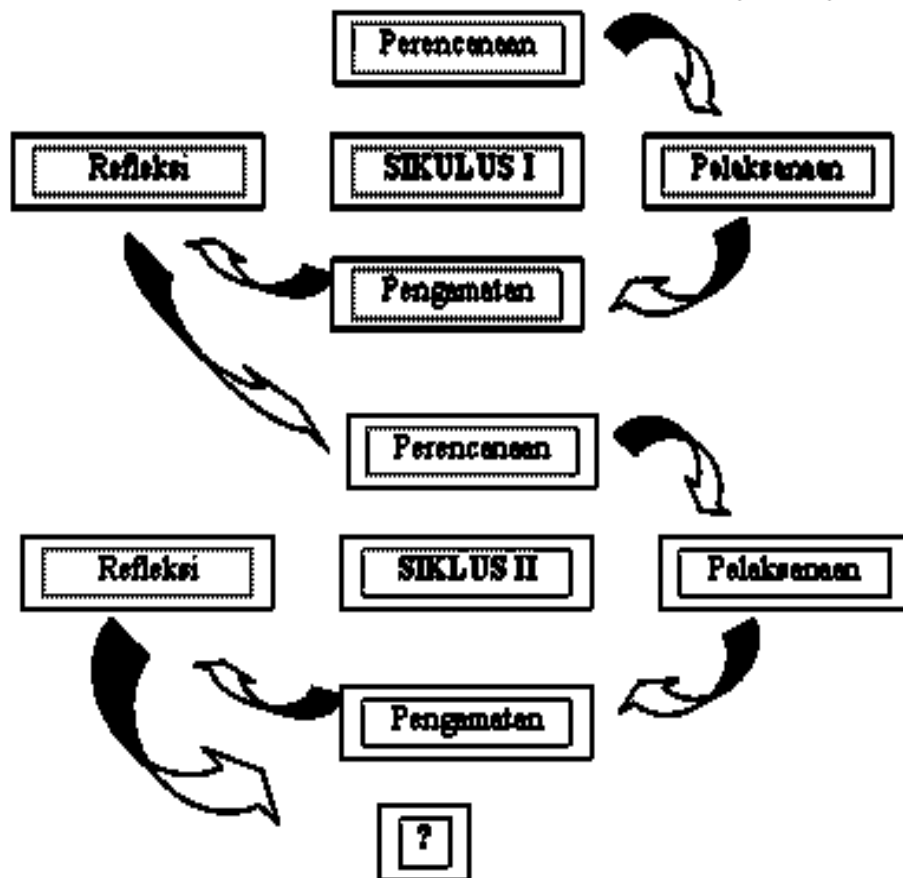 Perencanaan
Refleksi
SIKULUS I
Pelaksanaan
Pengamatan
Perencanaan
Refleksi
SIKLUS II
Pelaksanaan
Pengamatan
?